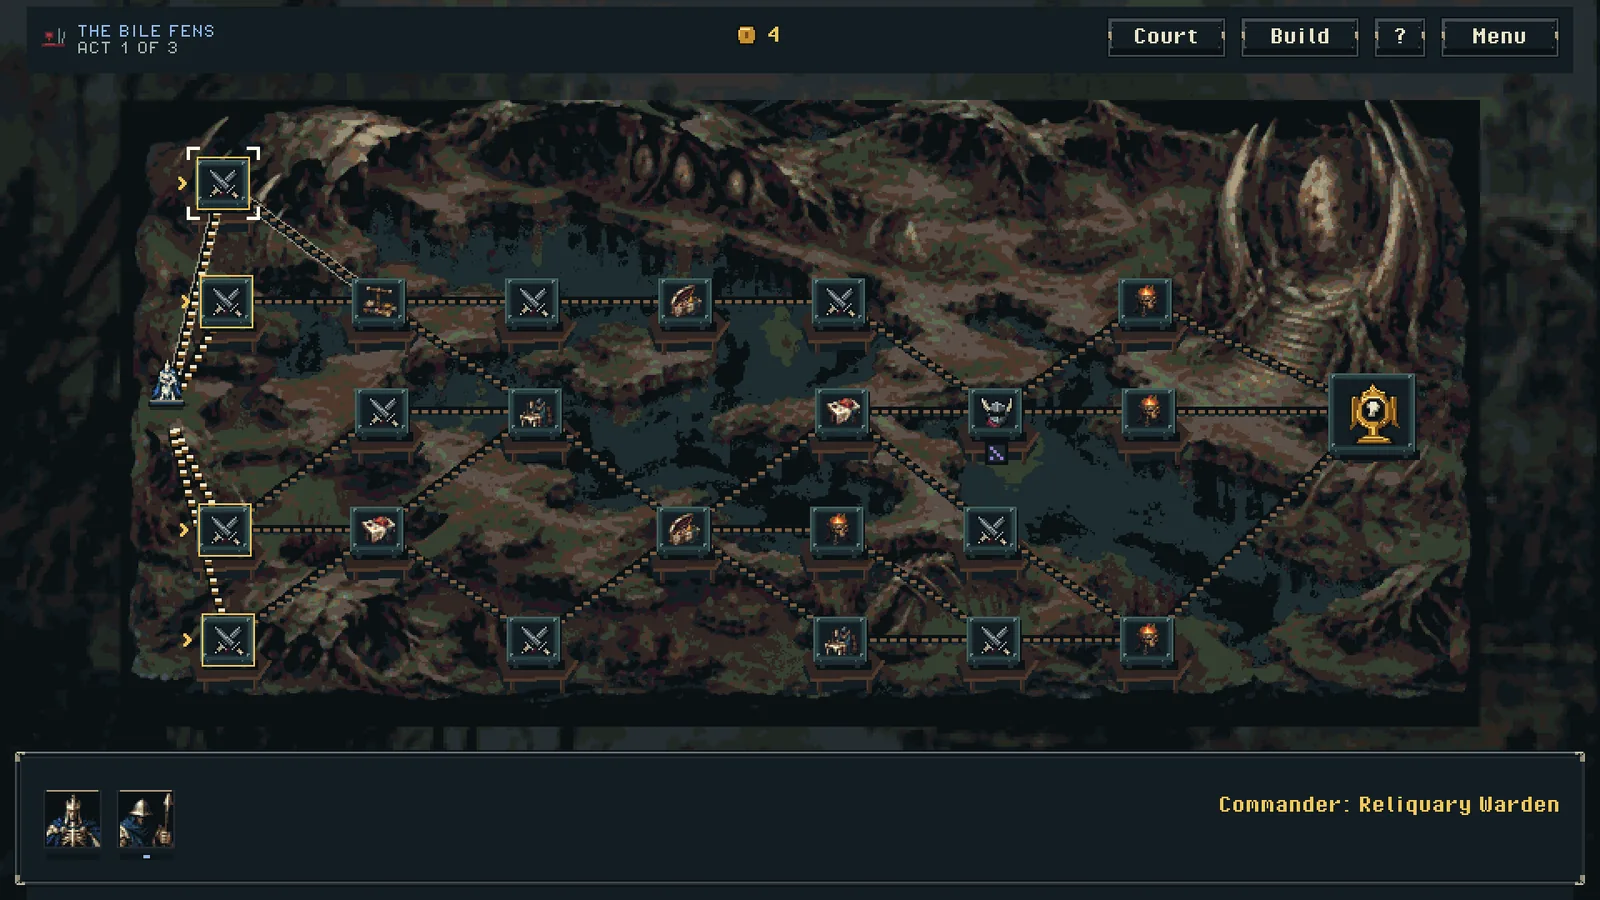 THE BILE FENS
ACT 1 OF 3
4
Court
Build
?
Menu
Commander: Reliquary Warden